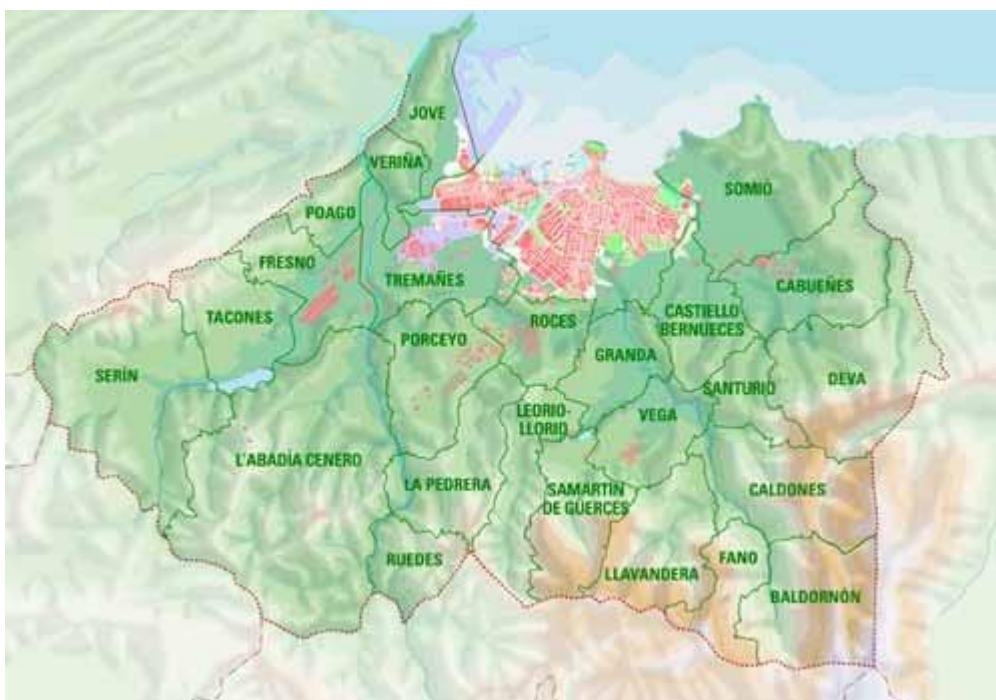 JOVE
VERIÑA
SOMIÓ
POAGO
FRESNO
TREMAÑES
CABUEÑES
TACONES
ROCES
CASTIELLO
BERNUECES
PORCEYO
GRANDA
SERÍN
SANTURIO
DEVA
LEORIO-
LLORIO
VEGA
L'ABADÍA CENERO
LA PEDRERA
SAMARTÍN
DE GÜERCES
CALDONES
RUEDES
LLAVANDERA
FANO
BALDORNÓN